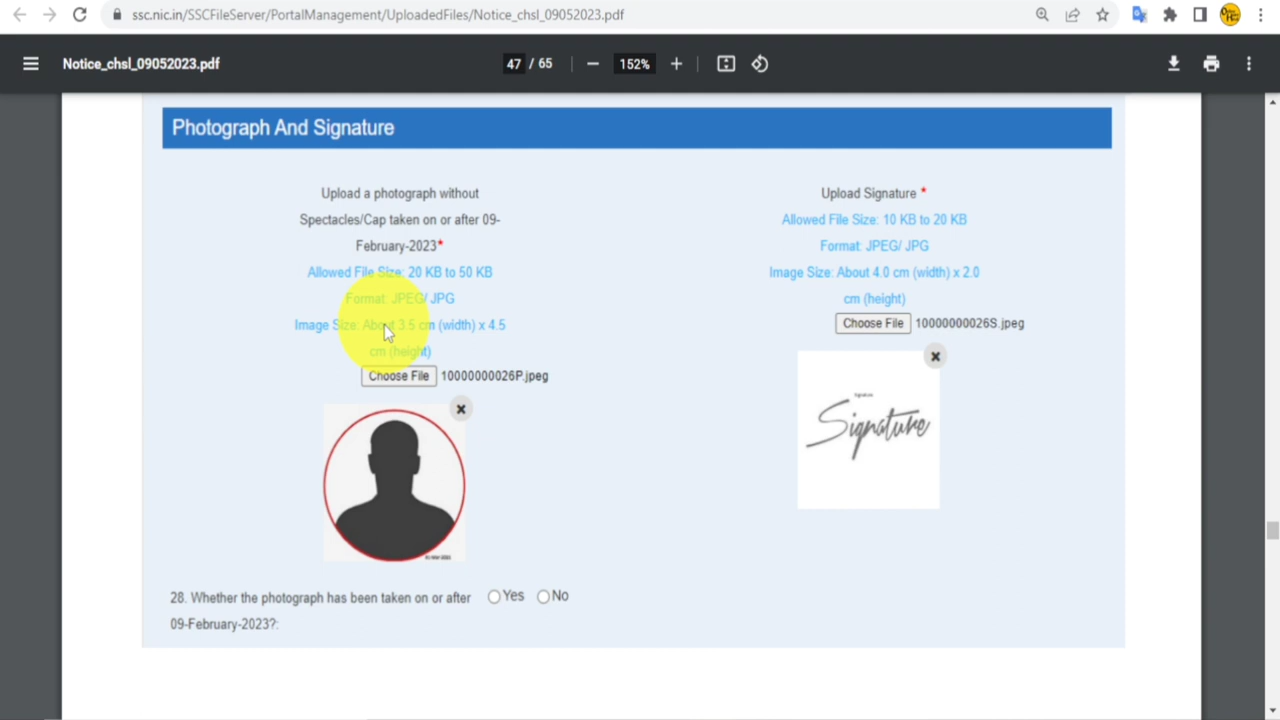 ssc.nic.in/SSCFileServer/PortalManagement/UploadedFiles/Notice_chsl_09052023.pdf
Notice_chsl_09052023.pdf
47 / 65
152%
Photograph And Signature
Upload a photograph without
Spectacles/Cap taken on or after 09-
February-2023*
Allowed File Size: 20 KB to 50 KB
Format: JPEG/ JPG
Image Size: About 3.5 cm (width) x 4.5
cm (height)
Choose File 10000000026P.jpeg
Upload Signature *
Allowed File Size: 10 KB to 20 KB
Format: JPEG/ JPG
Image Size: About 4.0 cm (width) x 2.0
cm (height)
Choose File 10000000026S.jpeg
Signature
Signature
28. Whether the photograph has been taken on or after Yes No
09-February-2023?: